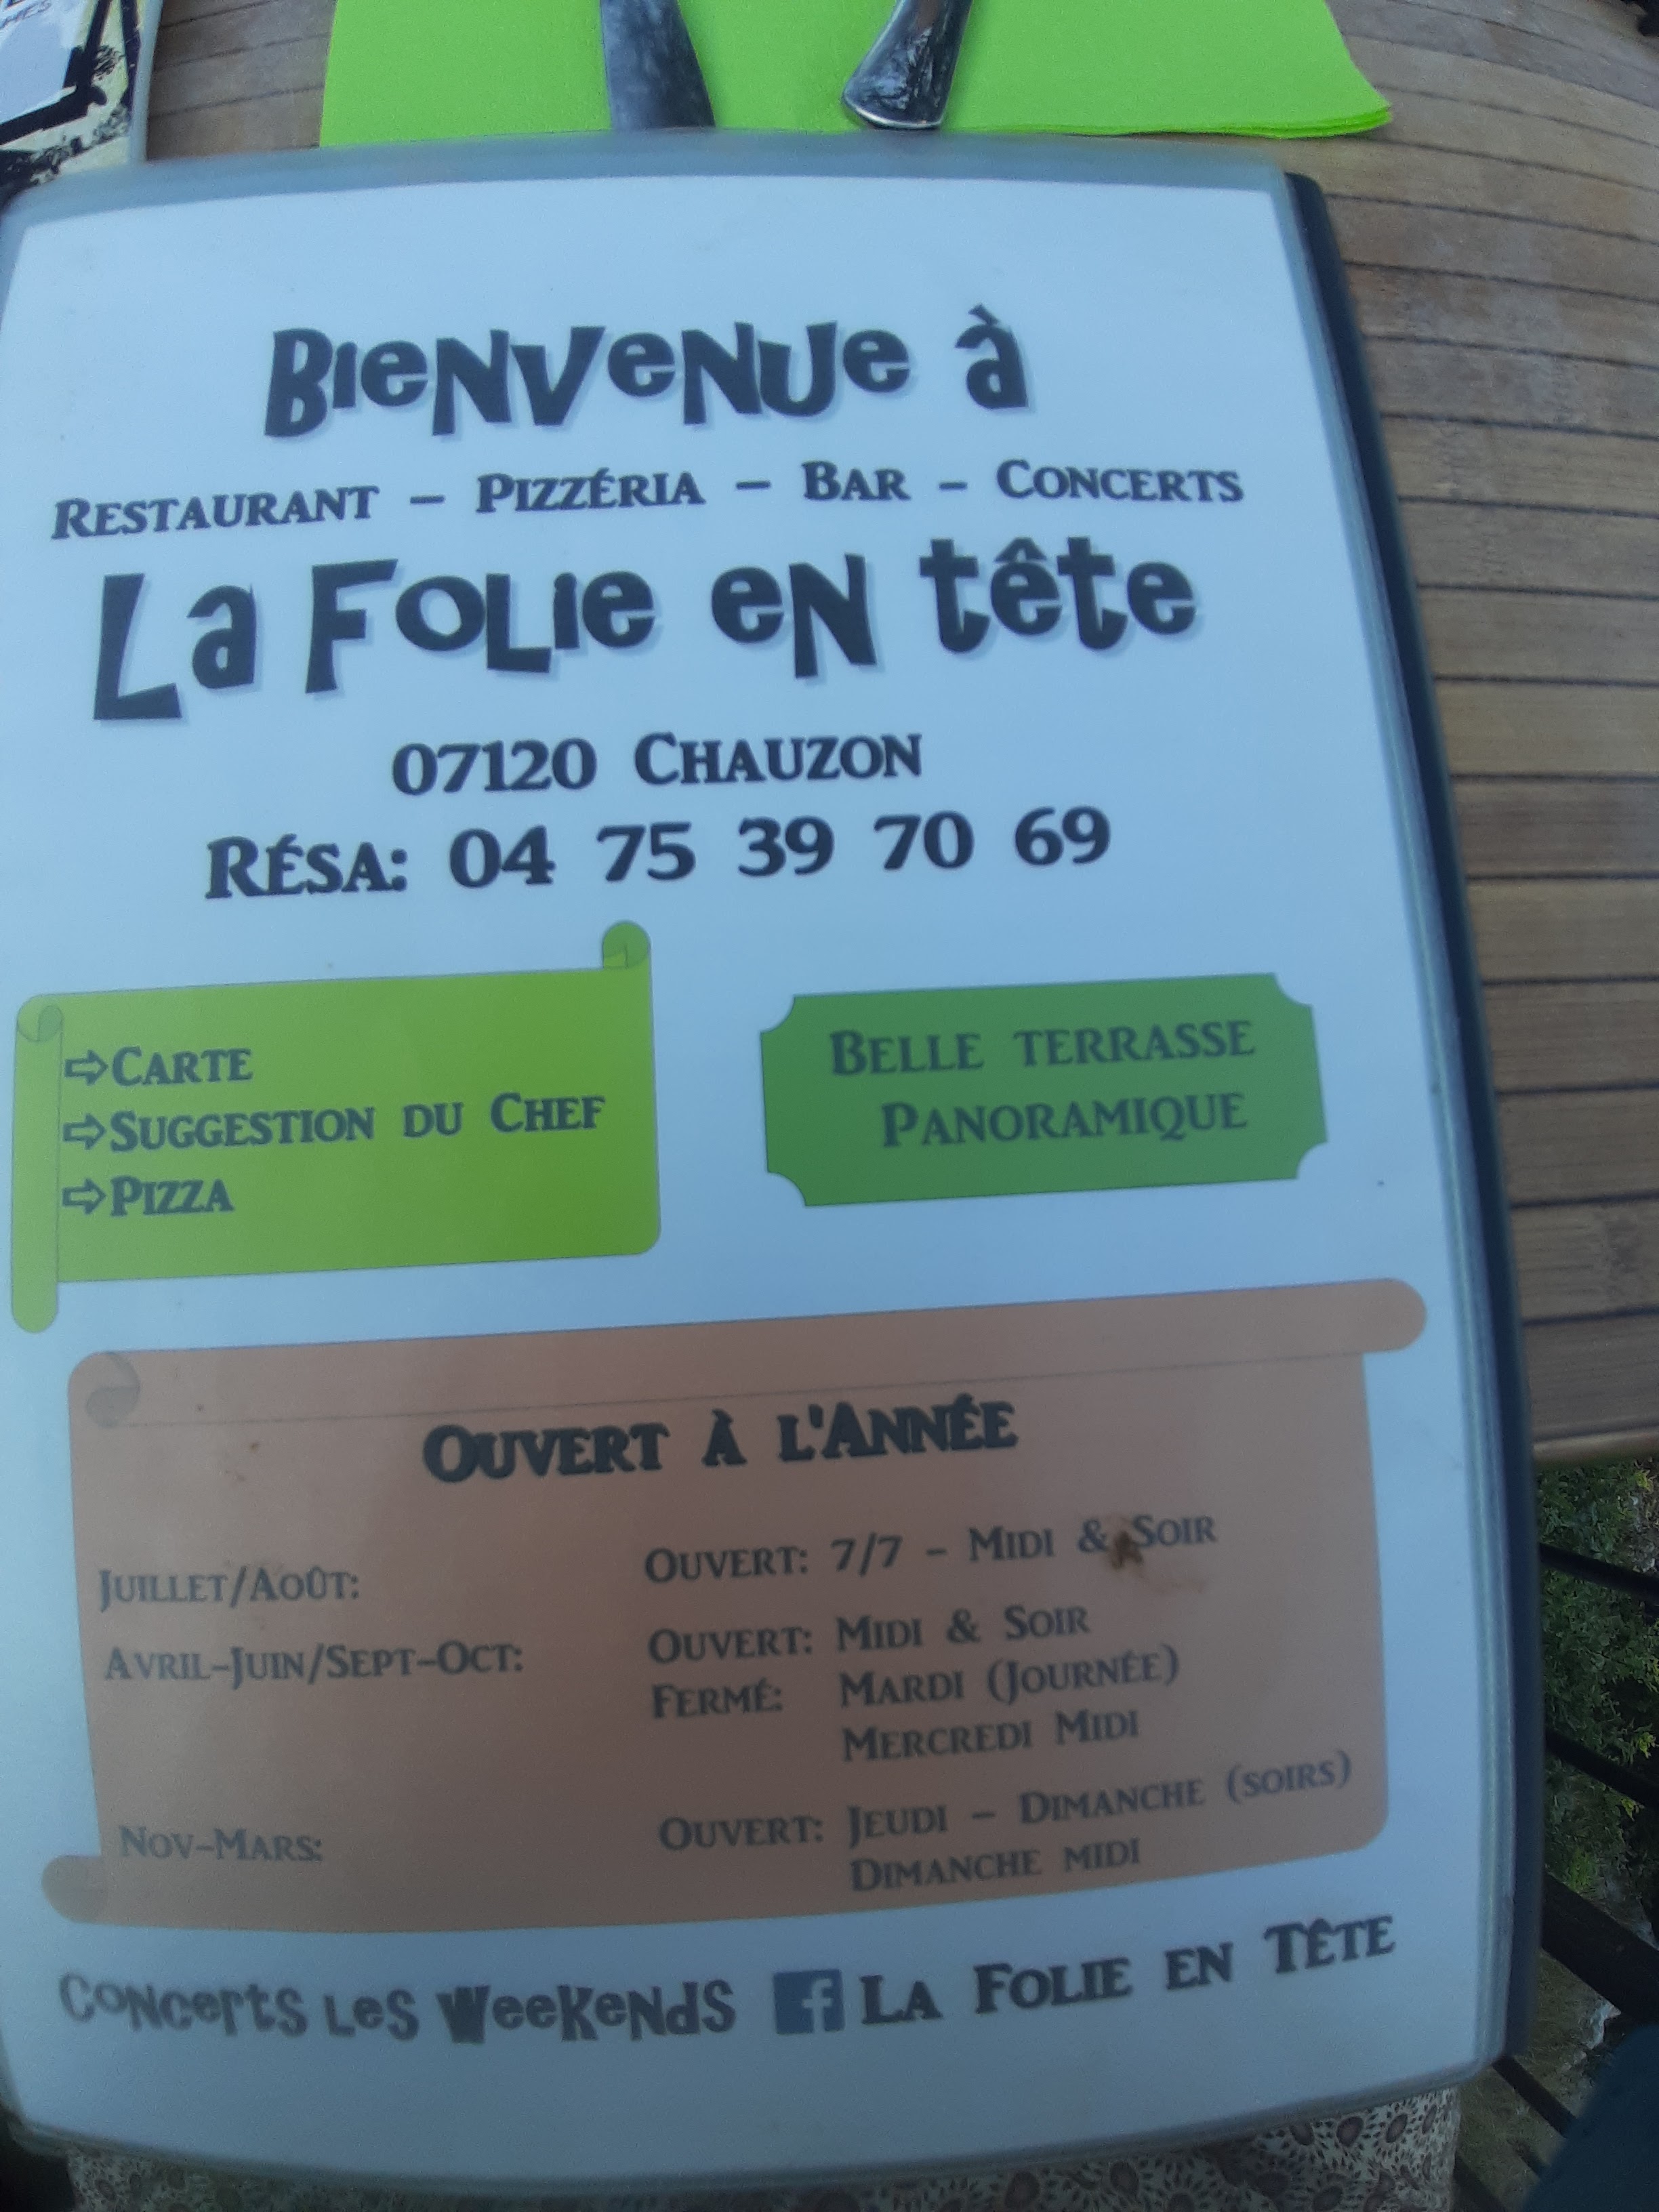 Bienvenue à
Restaurant – Pizzéria – Bar – Concerts
La Folie en tête
07120 Chauzon
Résa: 04 75 39 70 69
⇨Carte
⇨Suggestion du Chef
⇨Pizza
Belle terrasse
Panoramique
Ouvert à l'Année
Juillet/Août: Ouvert: 7/7 – Midi & Soir
Avril-Juin/Sept-Oct: Ouvert: Midi & Soir
Fermé: Mardi (Journée)
Mercredi Midi
Nov-Mars: Ouvert: Jeudi – Dimanche (soirs)
Dimanche midi
Concerts les Weekends f La Folie en Tête